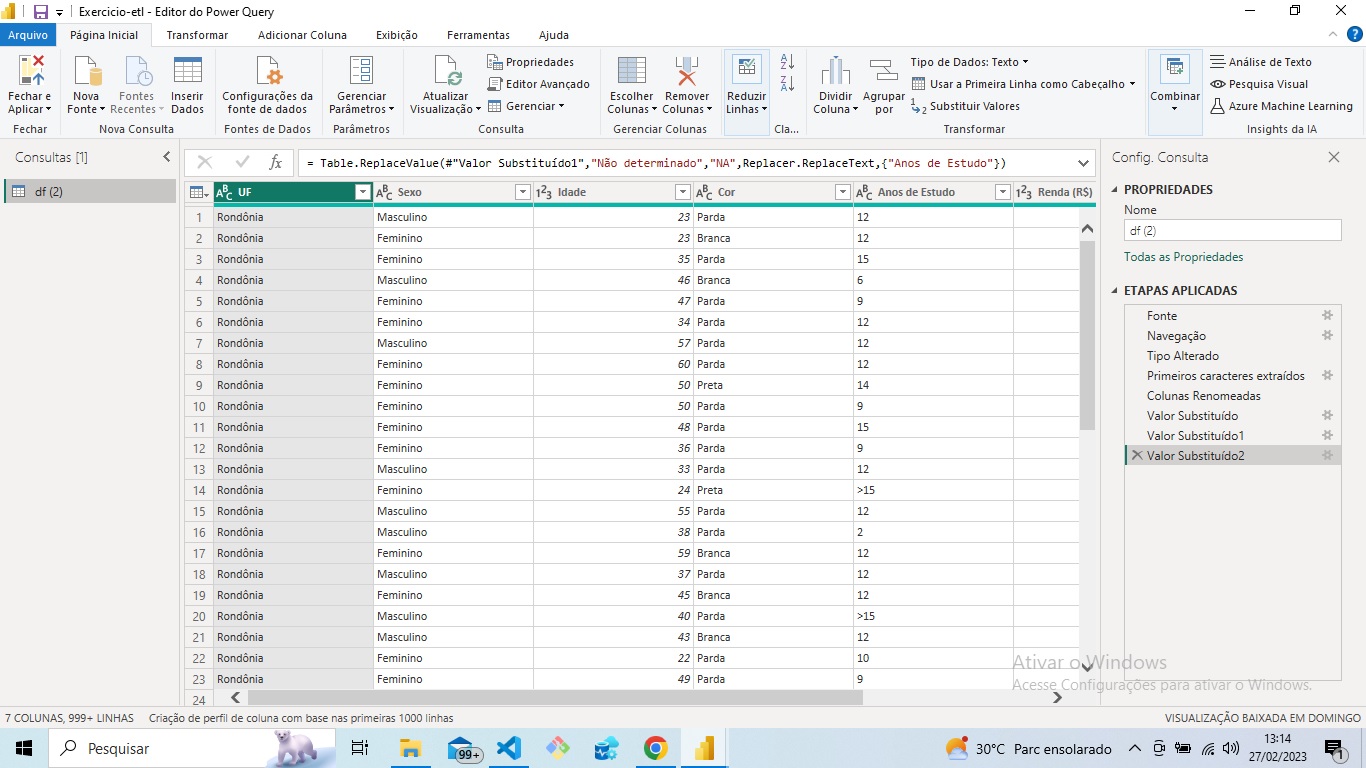 Exercicio-etl - Editor do Power Query
Arquivo Página Inicial Transformar Adicionar Coluna Exibição Ferramentas Ajuda
Fechar e Aplicar
Fechar
Nova Fonte
Fontes Recentes
Inserir Dados
Nova Consulta
Configurações da fonte de dados
Fontes de Dados
Gerenciar Parâmetros
Parâmetros
Atualizar Visualização
Propriedades
Editor Avançado
Gerenciar
Consulta
Escolher Colunas
Remover Colunas
Gerenciar Colunas
Reduzir Linhas
Cla...
Dividir Coluna
Agrupar por
Tipo de Dados: Texto
Usar a Primeira Linha como Cabeçalho
Substituir Valores
Transformar
Combinar
Análise de Texto
Pesquisa Visual
Azure Machine Learning
Insights da IA
Consultas [1]
df (2)
fx
= Table.ReplaceValue(#"Valor Substituído1","Não determinado","NA",Replacer.ReplaceText,{"Anos de Estudo"})
UF Sexo Idade Cor Anos de Estudo Renda (R$)
1 Rondônia Masculino 23 Parda 12
2 Rondônia Feminino 23 Branca 12
3 Rondônia Feminino 35 Parda 15
4 Rondônia Masculino 46 Branca 6
5 Rondônia Feminino 47 Parda 9
6 Rondônia Feminino 34 Parda 12
7 Rondônia Masculino 57 Parda 12
8 Rondônia Feminino 60 Parda 12
9 Rondônia Feminino 50 Preta 14
10 Rondônia Feminino 50 Parda 9
11 Rondônia Feminino 48 Parda 15
12 Rondônia Feminino 36 Parda 9
13 Rondônia Masculino 33 Parda 12
14 Rondônia Feminino 24 Preta >15
15 Rondônia Masculino 55 Parda 12
16 Rondônia Masculino 38 Parda 2
17 Rondônia Feminino 59 Branca 12
18 Rondônia Masculino 37 Parda 12
19 Rondônia Feminino 45 Branca 12
20 Rondônia Masculino 40 Parda >15
21 Rondônia Masculino 43 Branca 12
22 Rondônia Feminino 22 Parda 10
23 Rondônia Feminino 49 Parda 9
24
Config. Consulta
PROPRIEDADES
Nome
df (2)
Todas as Propriedades
ETAPAS APLICADAS
Fonte
Navegação
Tipo Alterado
Primeiros caracteres extraídos
Colunas Renomeadas
Valor Substituído
Valor Substituído1
Valor Substituído2
Ativar o Windows
Acesse Configurações para ativar o Windows.
7 COLUNAS, 999+ LINHAS Criação de perfil de coluna com base nas primeiras 1000 linhas VISUALIZAÇÃO BAIXADA EM DOMINGO
Pesquisar
99+
30°C Parc ensolarado
13:14
27/02/2023
1